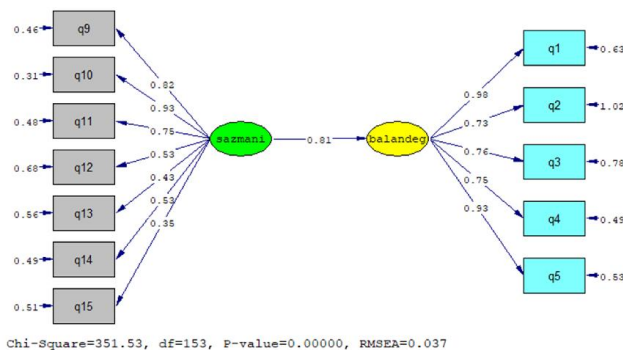 0.46 q9
0.31 q10
0.48 q11
0.68 q12
0.56 q13
0.49 q14
0.51 q15
0.82
0.93
0.75
0.53
0.43
0.53
0.35
sazmani
0.81
balandeg
0.98
0.73
0.76
0.75
0.93
q1 0.63
q2 1.02
q3 0.78
q4 0.49
q5 0.53
Chi-Square=351.53, df=153, P-value=0.00000, RMSEA=0.037